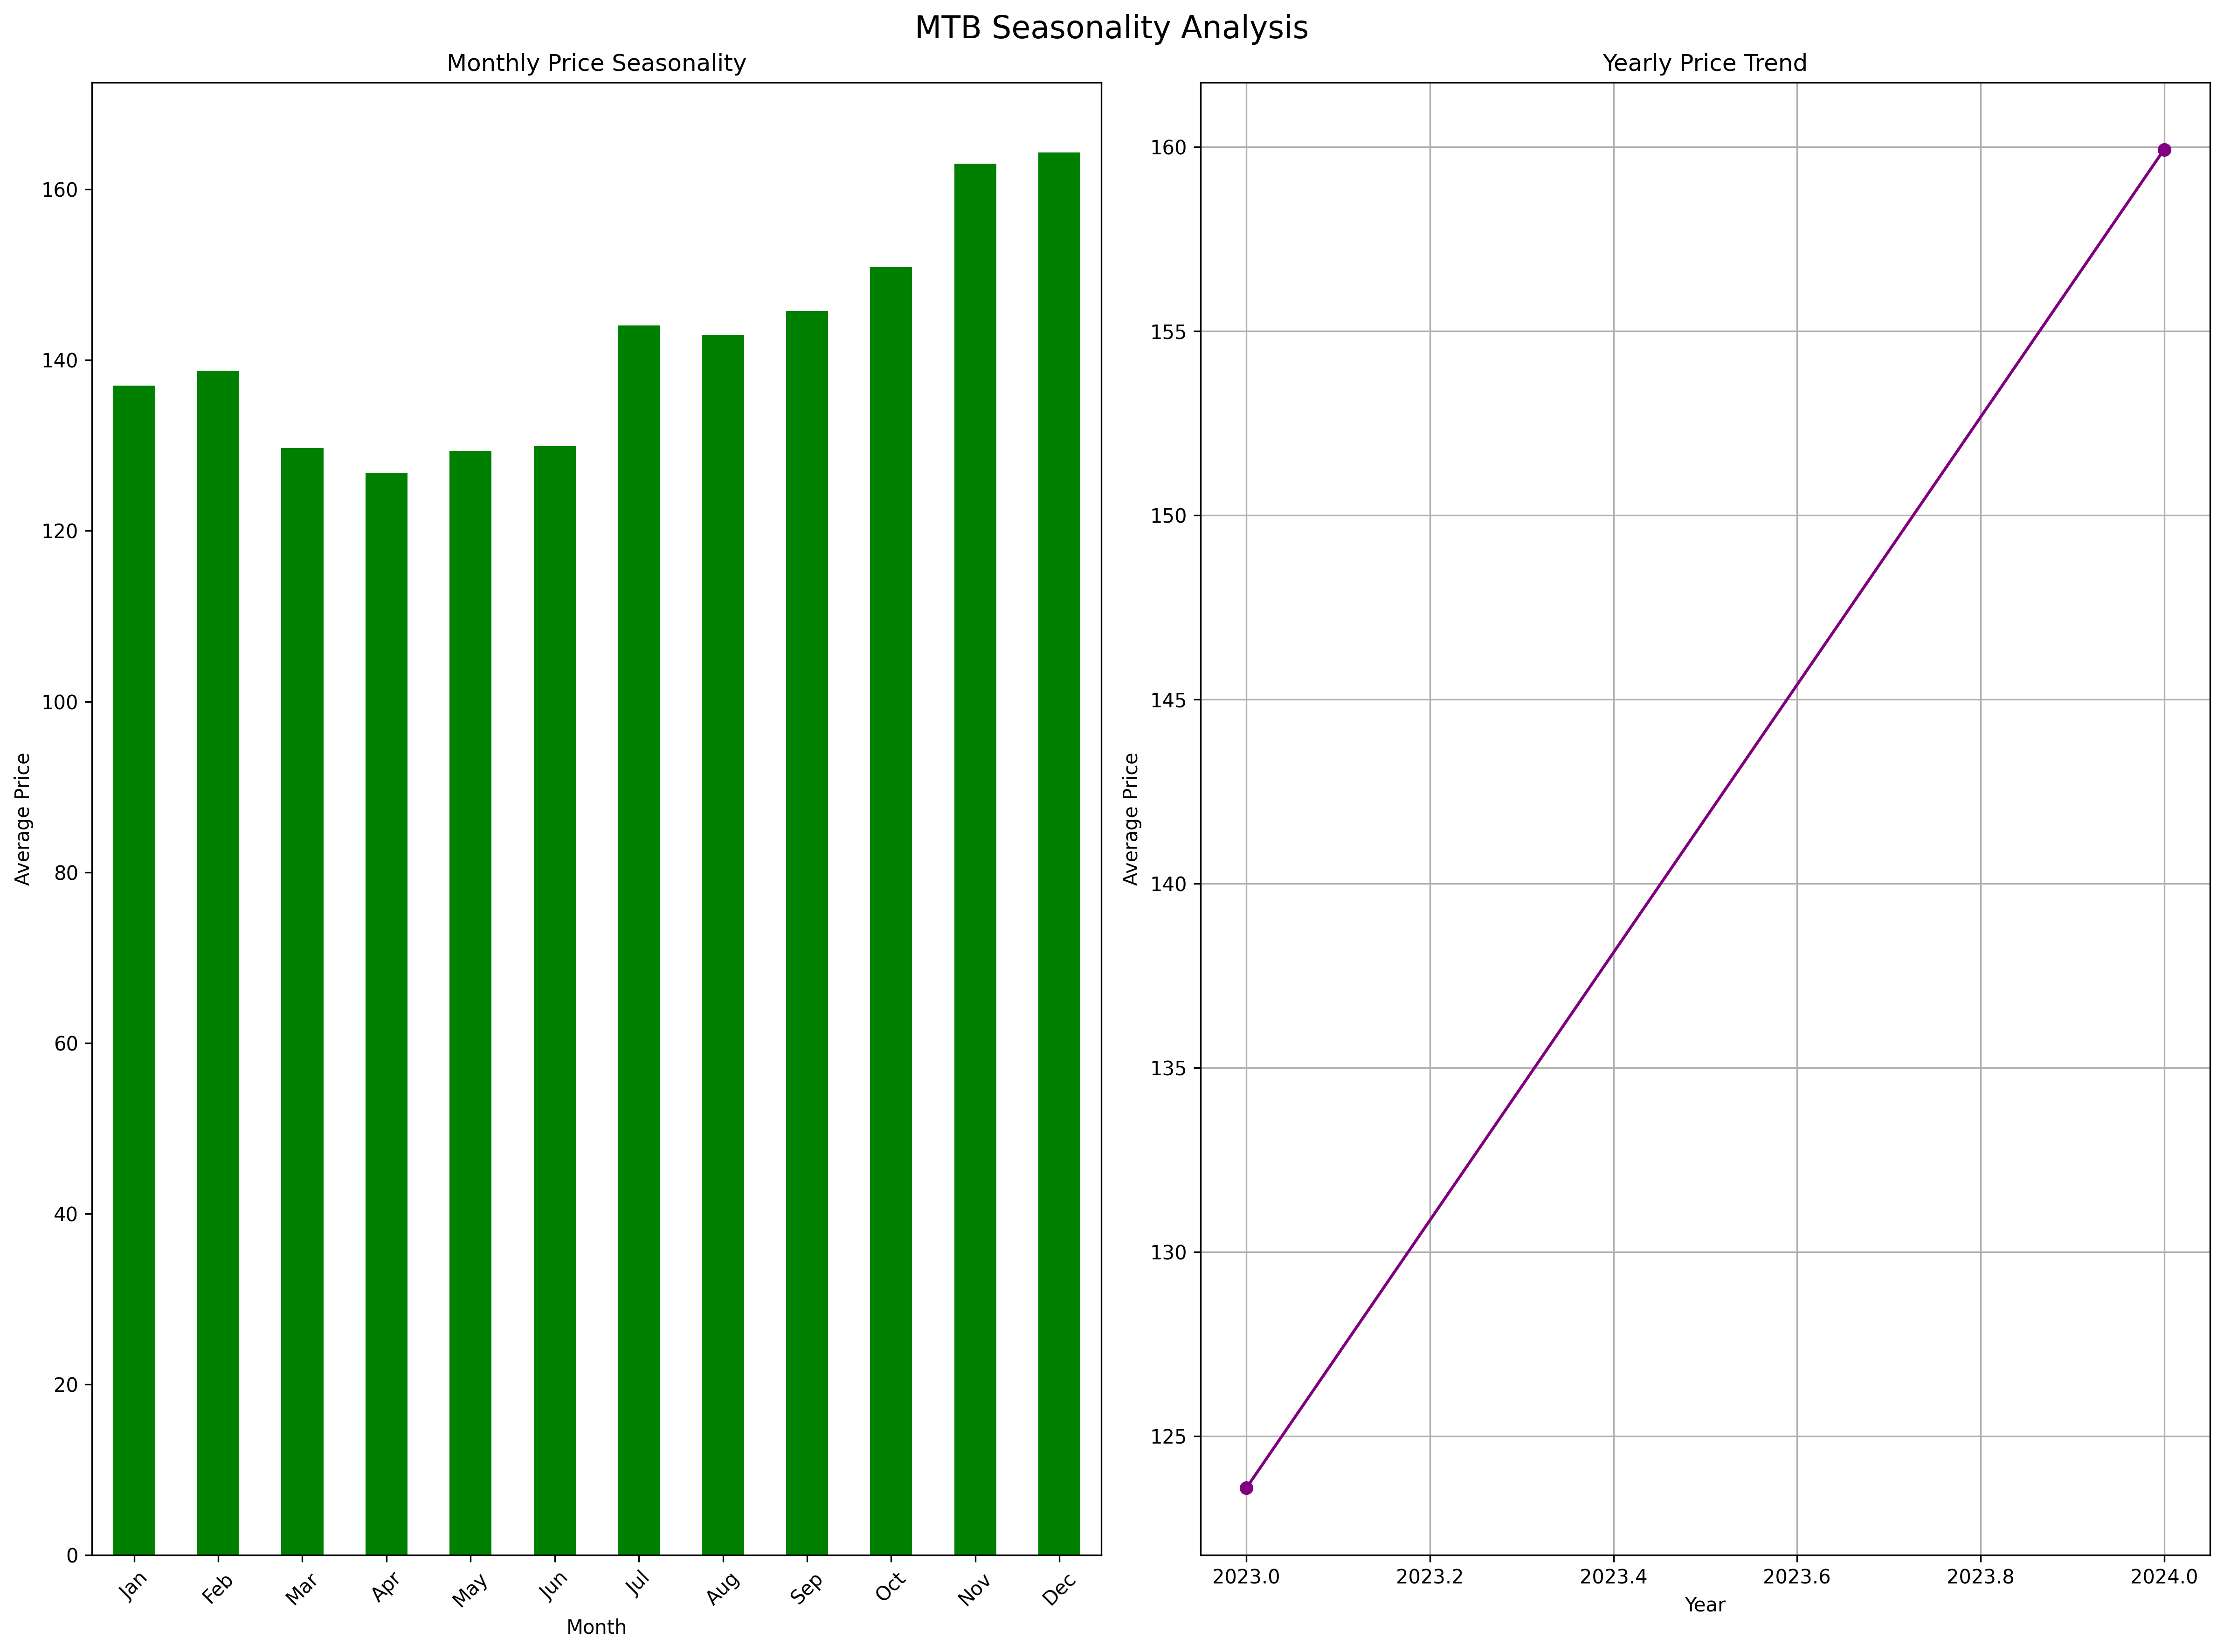 MTB Seasonality Analysis
Monthly Price Seasonality
Average Price
160
140
120
100
80
60
40
20
0
Jan Feb Mar Apr May Jun Jul Aug Sep Oct Nov Dec
Month
Yearly Price Trend
Average Price
160
155
150
145
140
135
130
125
2023.0 2023.2 2023.4 2023.6 2023.8 2024.0
Year